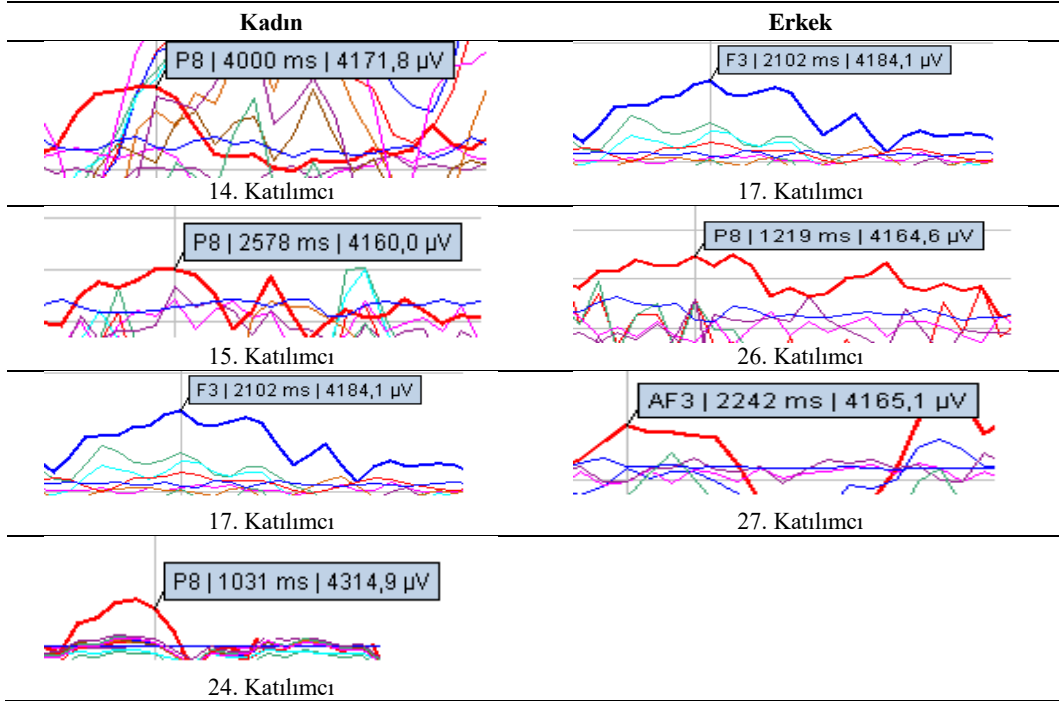 Kadın Erkek
P8 | 4000 ms | 4171,8 µV
F3 | 2102 ms | 4184,1 µV
14. Katılımcı
17. Katılımcı
P8 | 2578 ms | 4160,0 µV
P8 | 1219 ms | 4164,6 µV
15. Katılımcı
26. Katılımcı
F3 | 2102 ms | 4184,1 µV
AF3 | 2242 ms | 4165,1 µV
17. Katılımcı
27. Katılımcı
P8 | 1031 ms | 4314,9 µV
24. Katılımcı